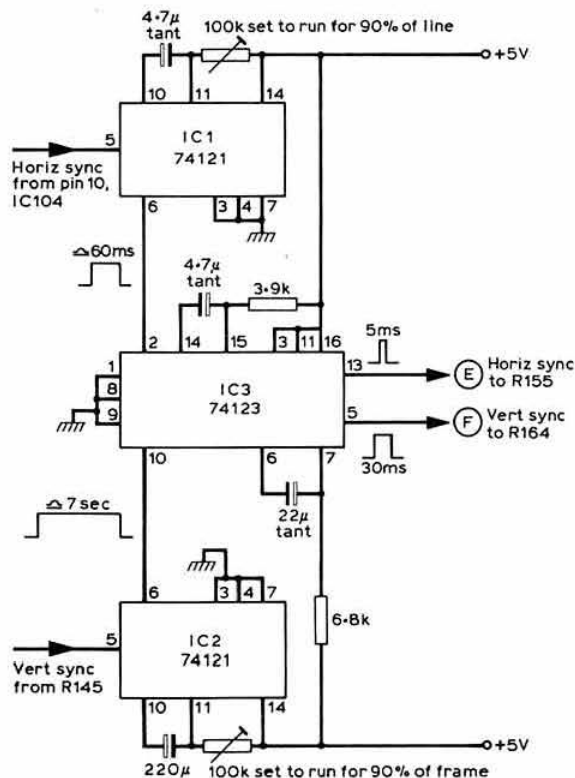 4·7μ
tant
100k set to run for 90% of line
+5V
10
11
14
5
IC1
74121
Horiz sync
from pin 10,
IC104
6
3
4
7
≏60ms
4·7μ
tant
3·9k
2
14
15
3
11
16
1
8
9
IC3
74123
13
5ms
E
Horiz sync
to R155
5
F
Vert sync
to R164
30ms
10
6
7
22μ
tant
≏7sec
6
3
4
7
6·8k
5
IC2
74121
Vert sync
from R145
10
11
14
+5V
220μ
100k set to run for 90% of frame